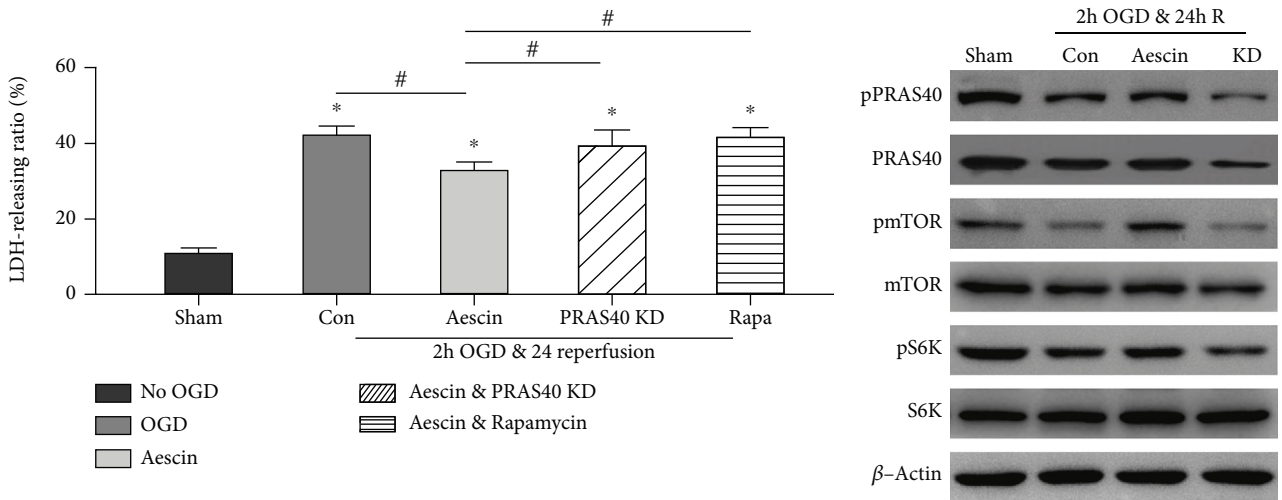 #
#
#
* * * *
LDH-releasing ratio (%)
60
40
20
0
Sham Con Aescin PRAS40 KD Rapa
2h OGD & 24 reperfusion
No OGD
OGD
Aescin
Aescin & PRAS40 KD
Aescin & Rapamycin
2h OGD & 24h R
Sham Con Aescin KD
pPRAS40
PRAS40
pmTOR
mTOR
pS6K
S6K
β–Actin